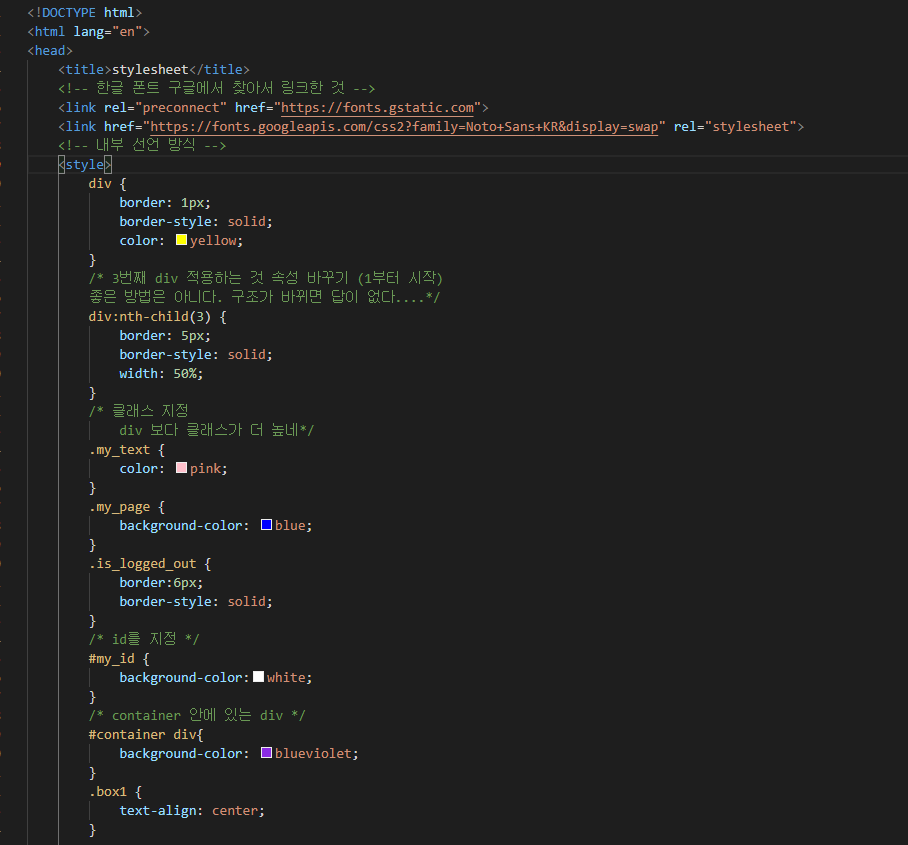 <!DOCTYPE html>
<html lang="en">
<head>
<title>stylesheet</title>
<!-- 한글 폰트 구글에서 찾아서 링크한 것 -->
<link rel="preconnect" href="https://fonts.gstatic.com">
<link href="https://fonts.googleapis.com/css2?family=Noto+Sans+KR&display=swap" rel="stylesheet">
<!-- 내부 선언 방식 -->
<style>
div {
border: 1px;
border-style: solid;
color: yellow;
}
/* 3번째 div 적용하는 것 속성 바꾸기 (1부터 시작)
좋은 방법은 아니다. 구조가 바뀌면 답이 없다....*/
div:nth-child(3) {
border: 5px;
border-style: solid;
width: 50%;
}
/* 클래스 지정
div 보다 클래스가 더 높네*/
.my_text {
color: pink;
}
.my_page {
background-color: blue;
}
.is_logged_out {
border:6px;
border-style: solid;
}
/* id를 지정 */
#my_id {
background-color: white;
}
/* container 안에 있는 div */
#container div{
background-color: blueviolet;
}
.box1 {
text-align: center;
}